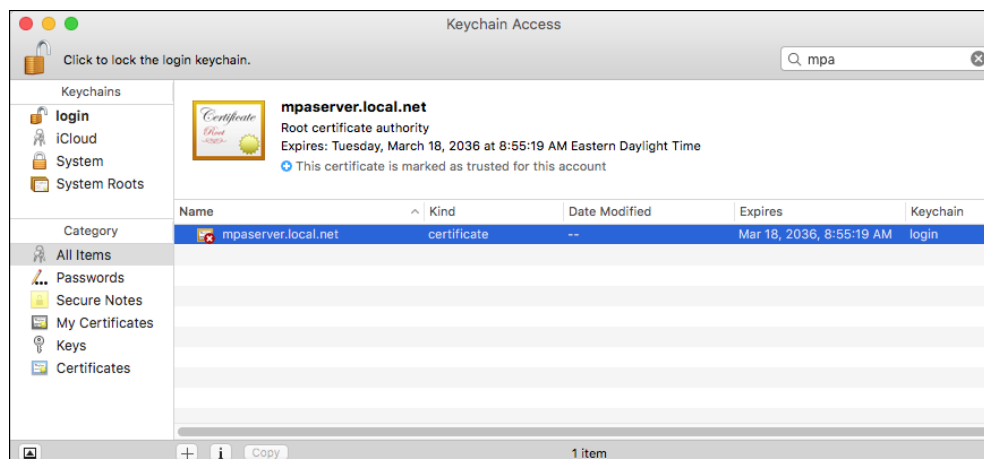 Keychain Access
Click to lock the login keychain.
mpa
Keychains
login
iCloud
System
System Roots
Category
All Items
Passwords
Secure Notes
My Certificates
Keys
Certificates
Certificate
Root
mpaserver.local.net
Root certificate authority
Expires: Tuesday, March 18, 2036 at 8:55:19 AM Eastern Daylight Time
This certificate is marked as trusted for this account
Name Kind Date Modified Expires Keychain
mpaserver.local.net certificate -- Mar 18, 2036, 8:55:19 AM login
Copy
1 item